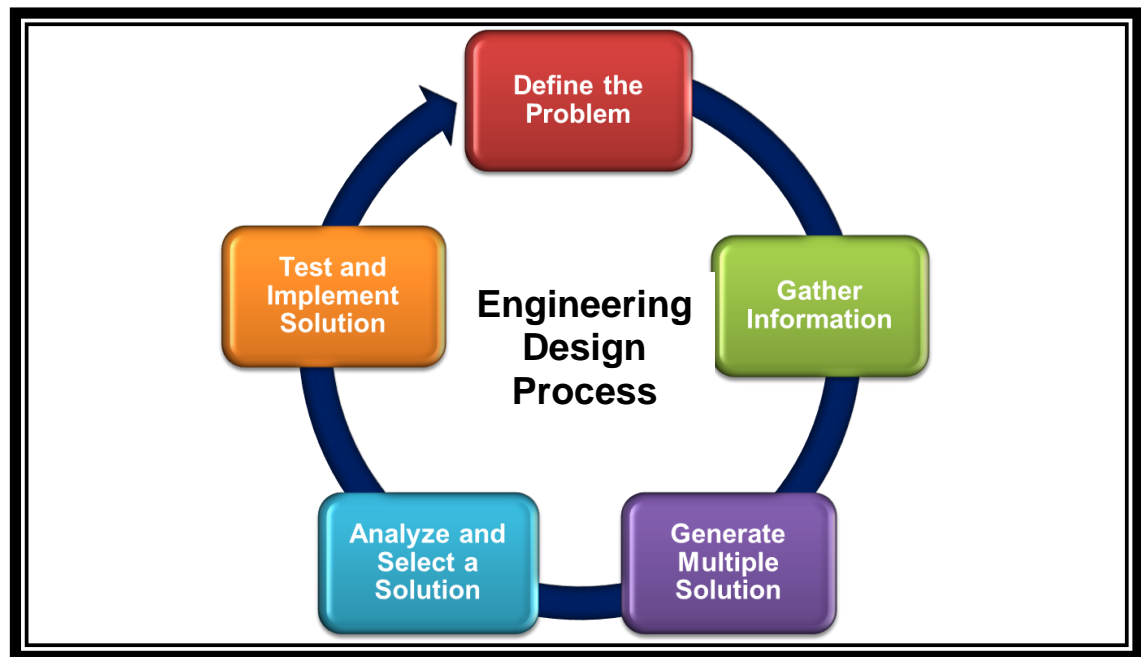 Define the
Problem
Gather
Information
Generate
Multiple
Solution
Analyze and
Select a
Solution
Test and
Implement
Solution
Engineering
Design
Process